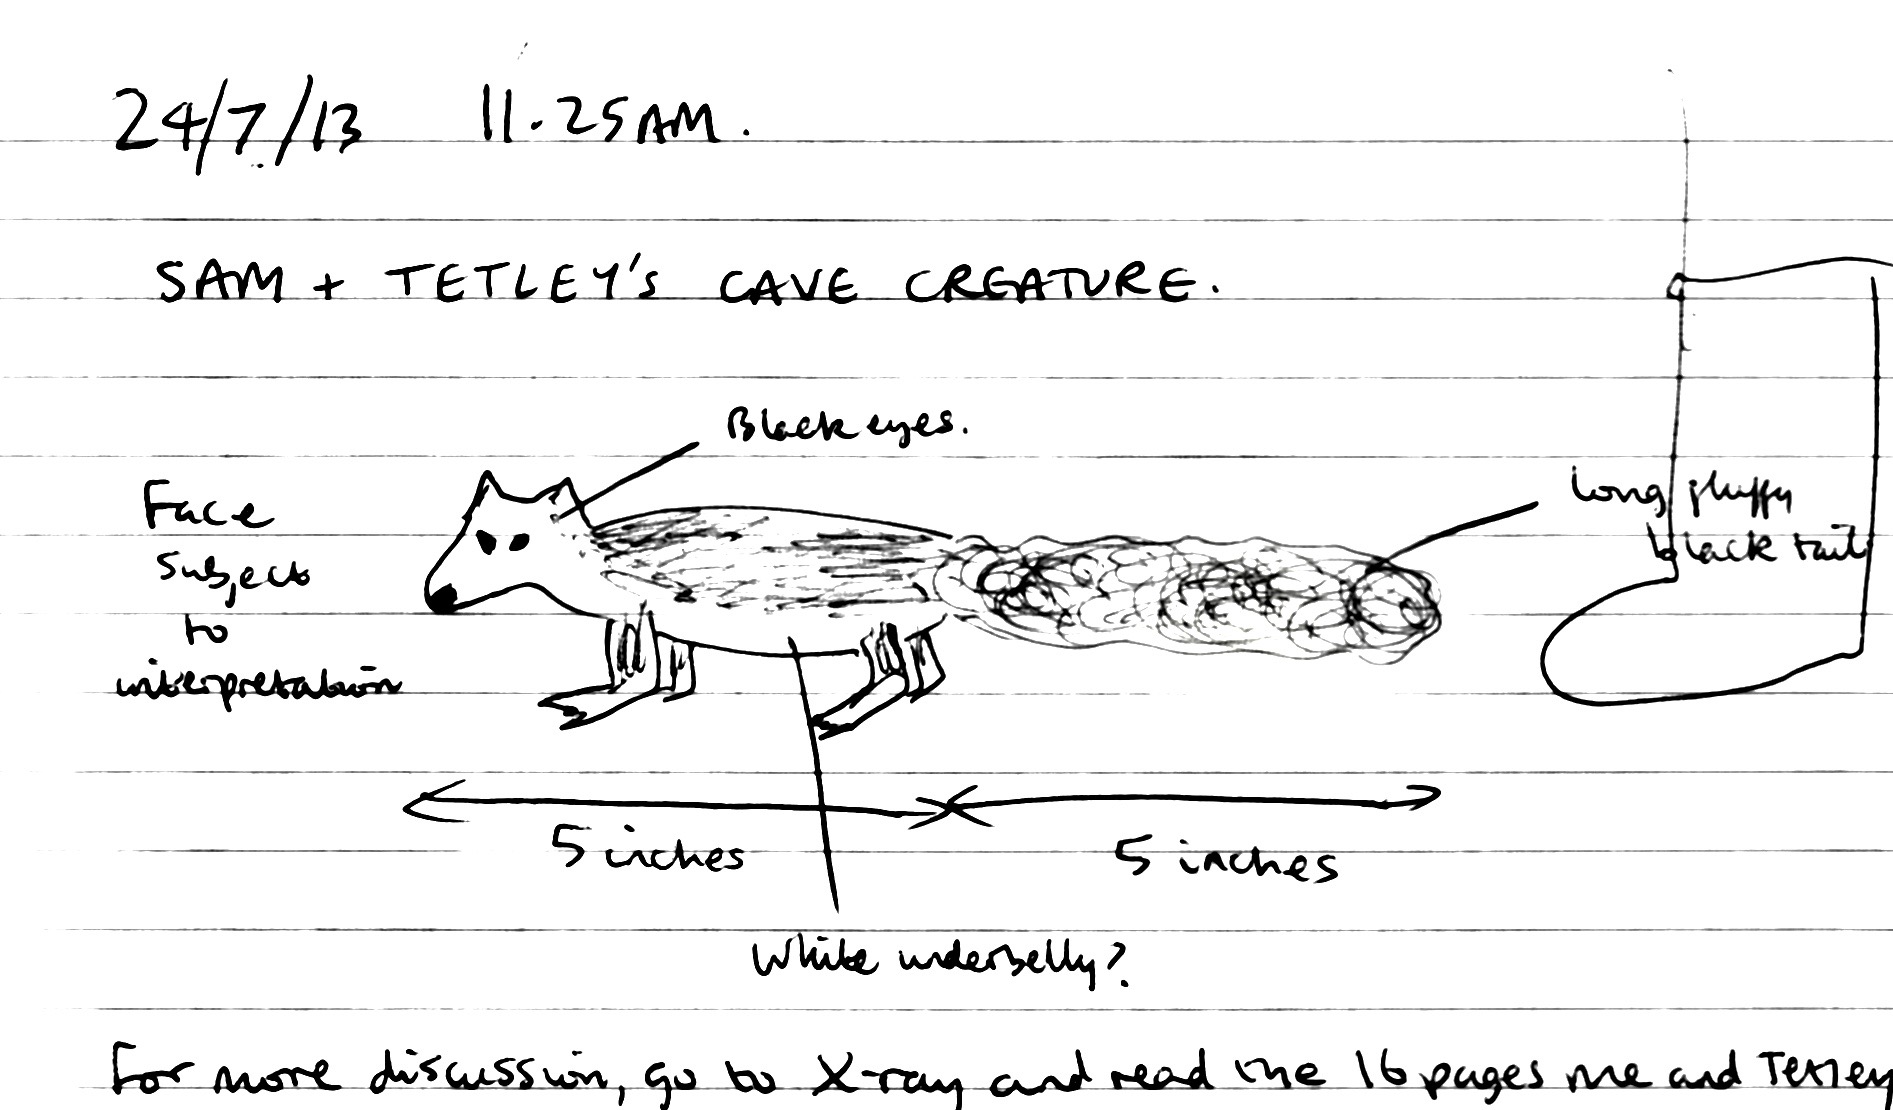 24/7/13 11.25AM.
SAM + TETLEY'S CAVE CREATURE.
Black eyes.
Face
subject
to
interpretation
long fluffy
black tail
5 inches
5 inches
White underbelly?
For more discussion, go to X-ray and read the 16 pages me and Tetley